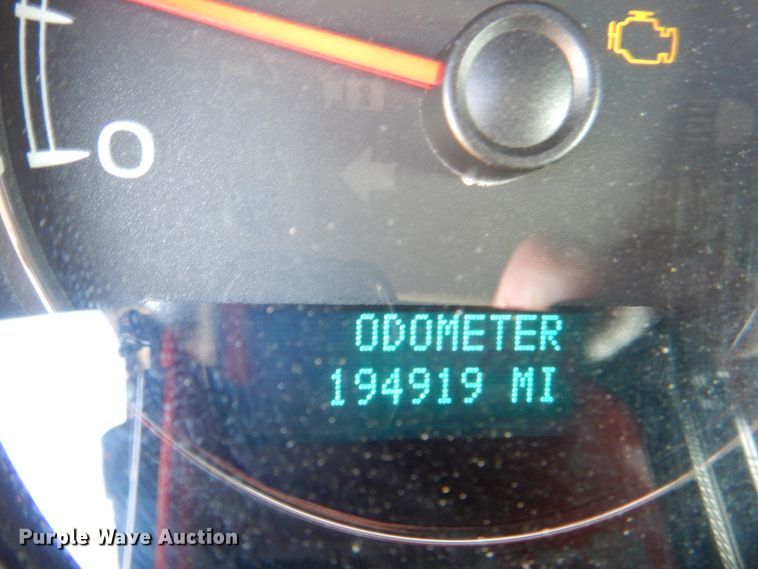 0
ODOMETER
194919 MI
Purple Wave Auction